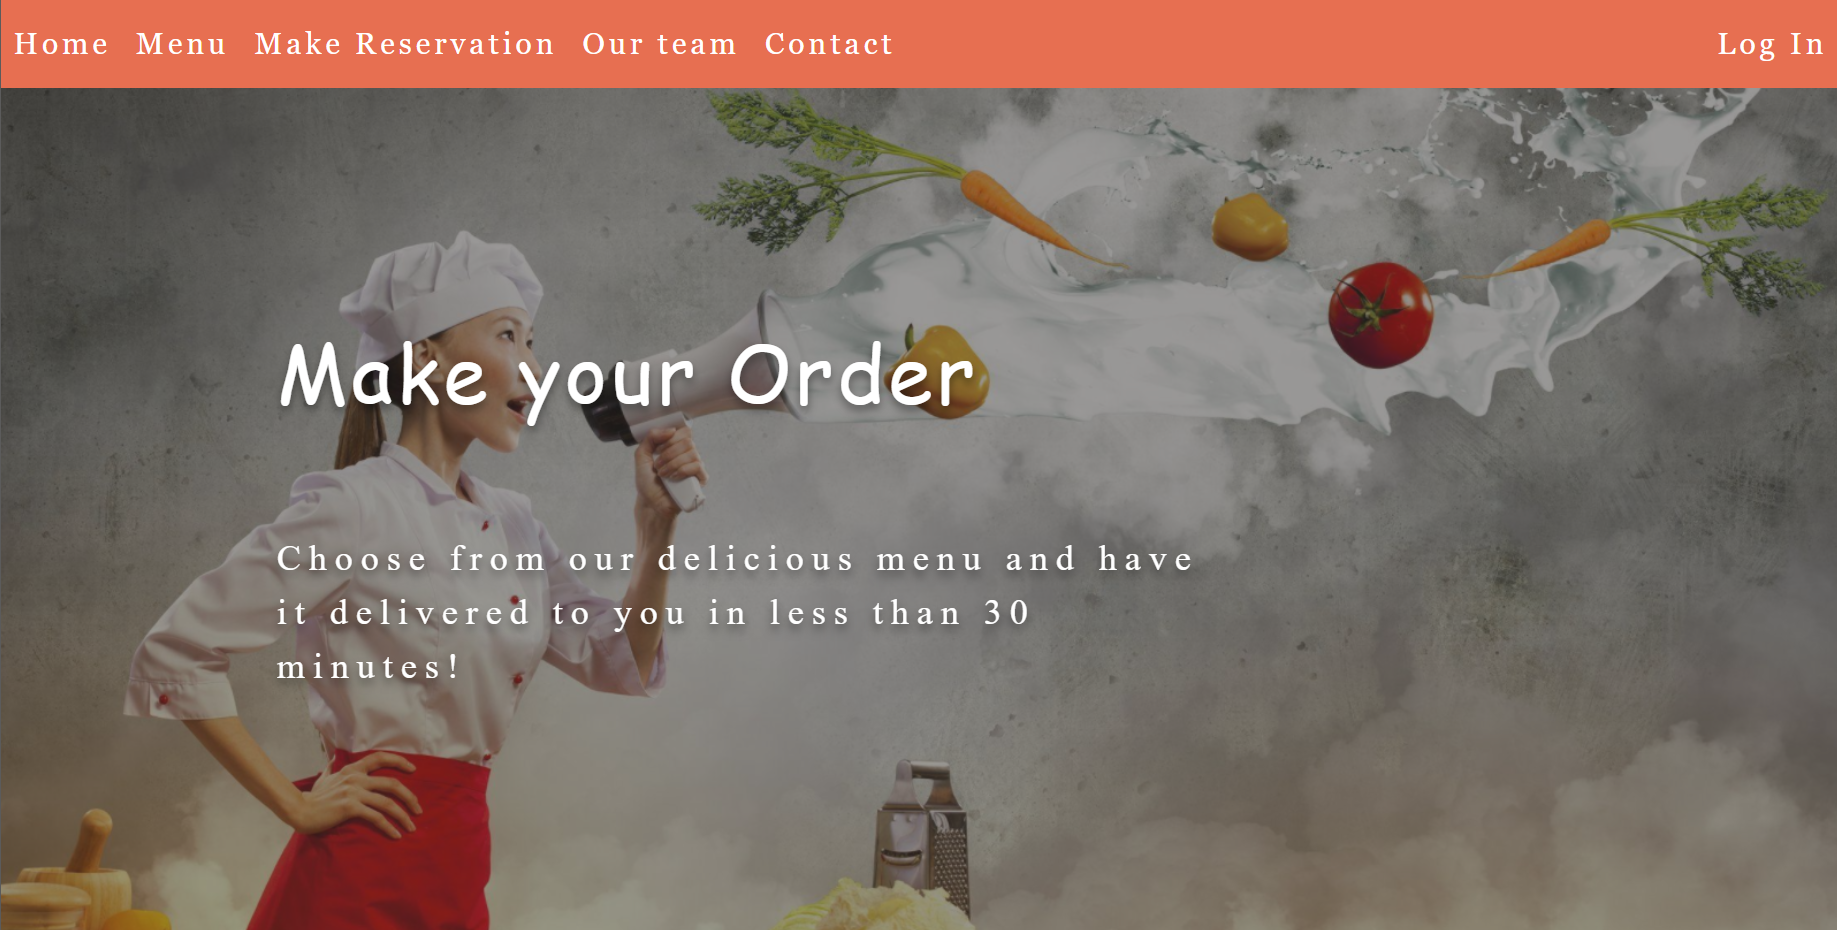 Home Menu Make Reservation Our team Contact Log In
Make your Order
Choose from our delicious menu and have
it delivered to you in less than 30
minutes!